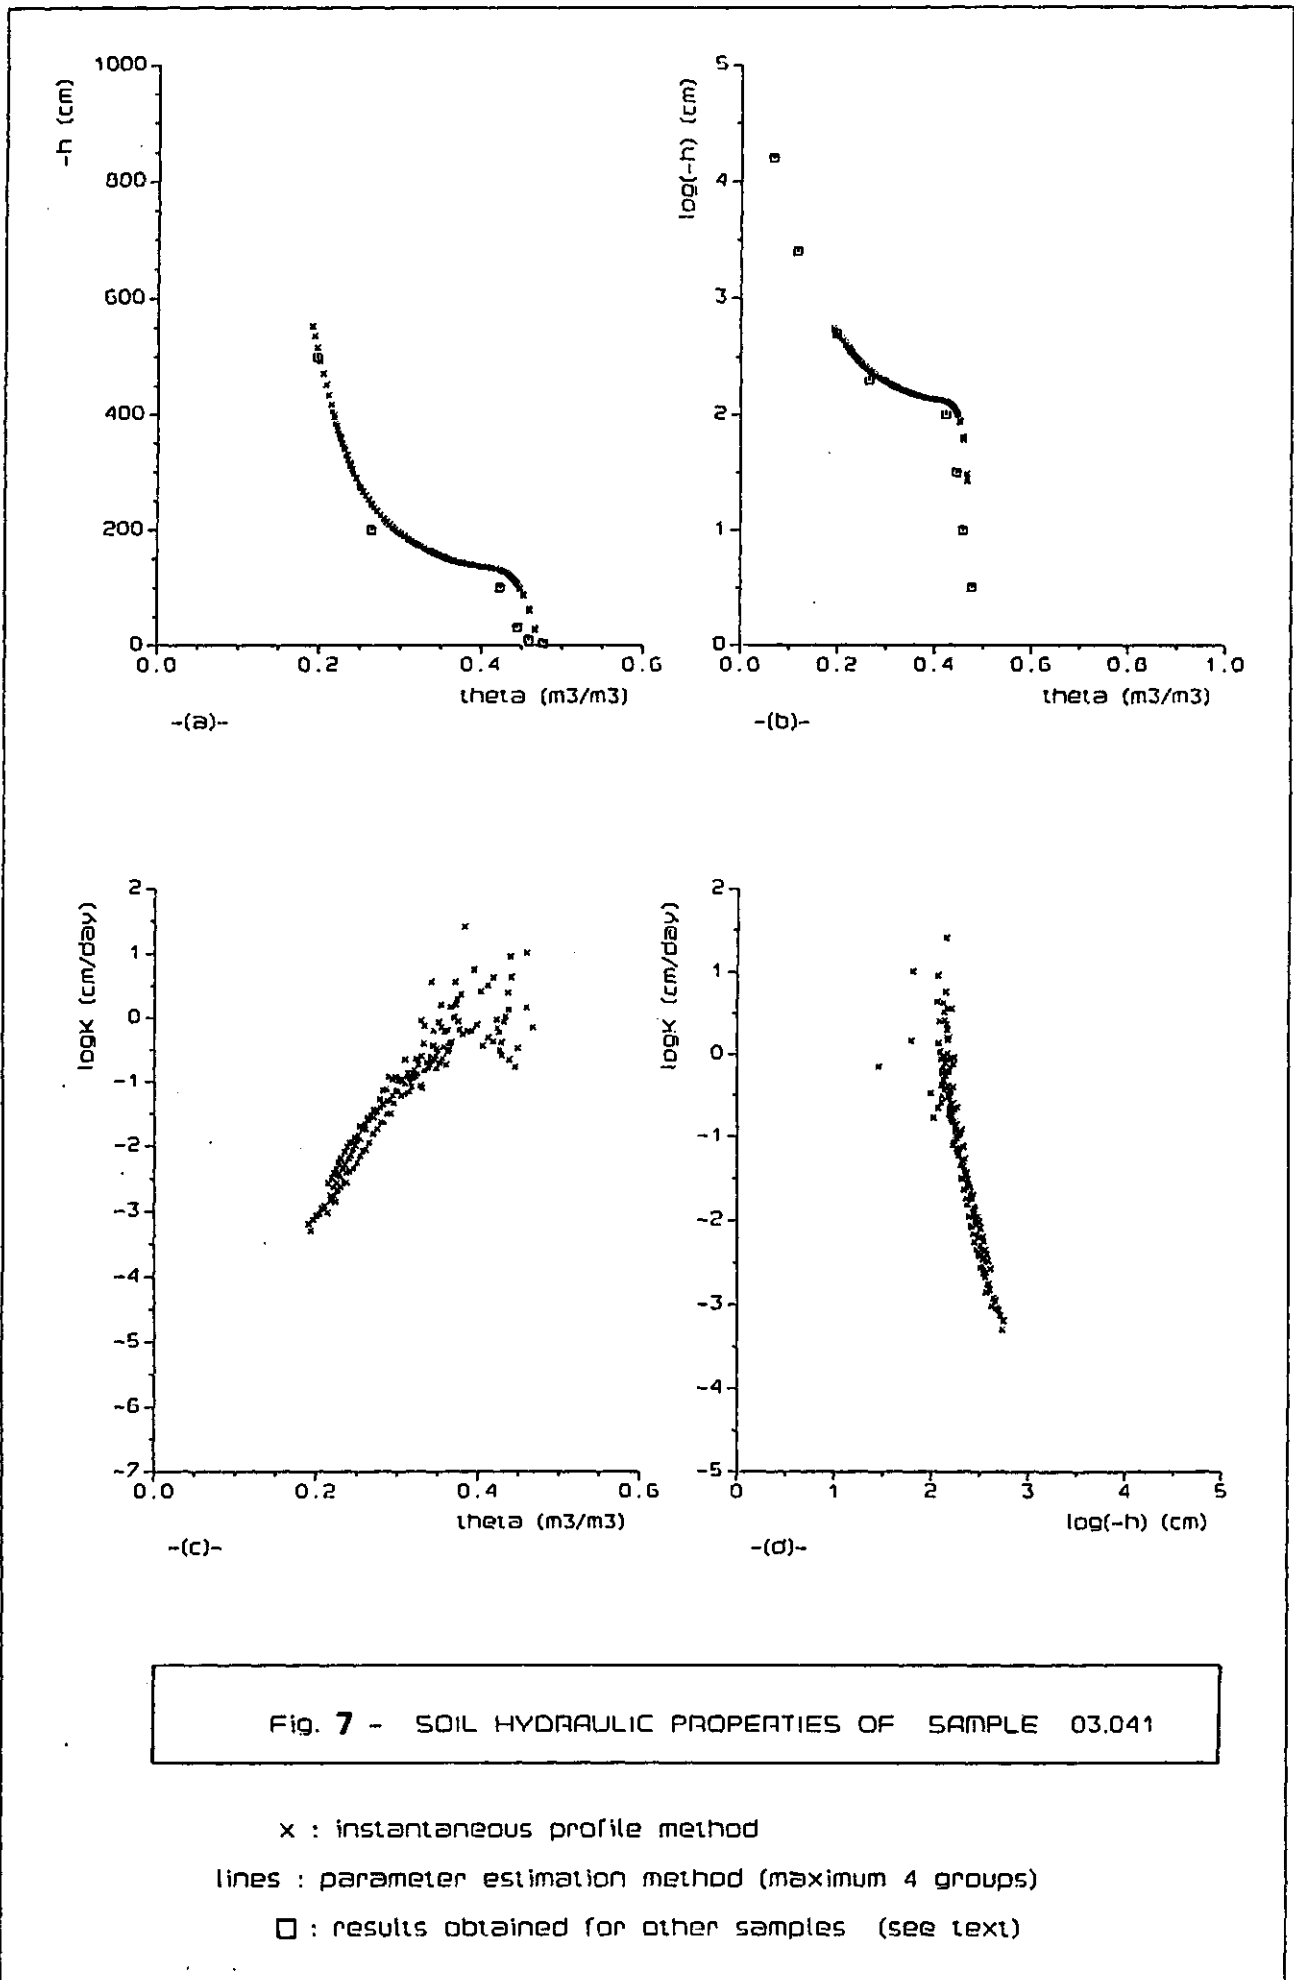 -h (cm)
1000
800
600
400
200
0
0.0 0.2 0.4 0.6
theta (m3/m3)
-(a)-
log(-h) (cm)
5
4
3
2
1
0
0.0 0.2 0.4 0.6 0.8 1.0
theta (m3/m3)
-(b)-
logK (cm/day)
2
1
0
-1
-2
-3
-4
-5
-6
-7
0.0 0.2 0.4 0.6
theta (m3/m3)
-(c)-
logK (cm/day)
2
1
0
-1
-2
-3
-4
-5
0 1 2 3 4 5
log(-h) (cm)
-(d)-
Fig. 7 - SOIL HYDRAULIC PROPERTIES OF SAMPLE 03.041
x : instantaneous profile method
lines : parameter estimation method (maximum 4 groups)
□ : results obtained for other samples (see text)